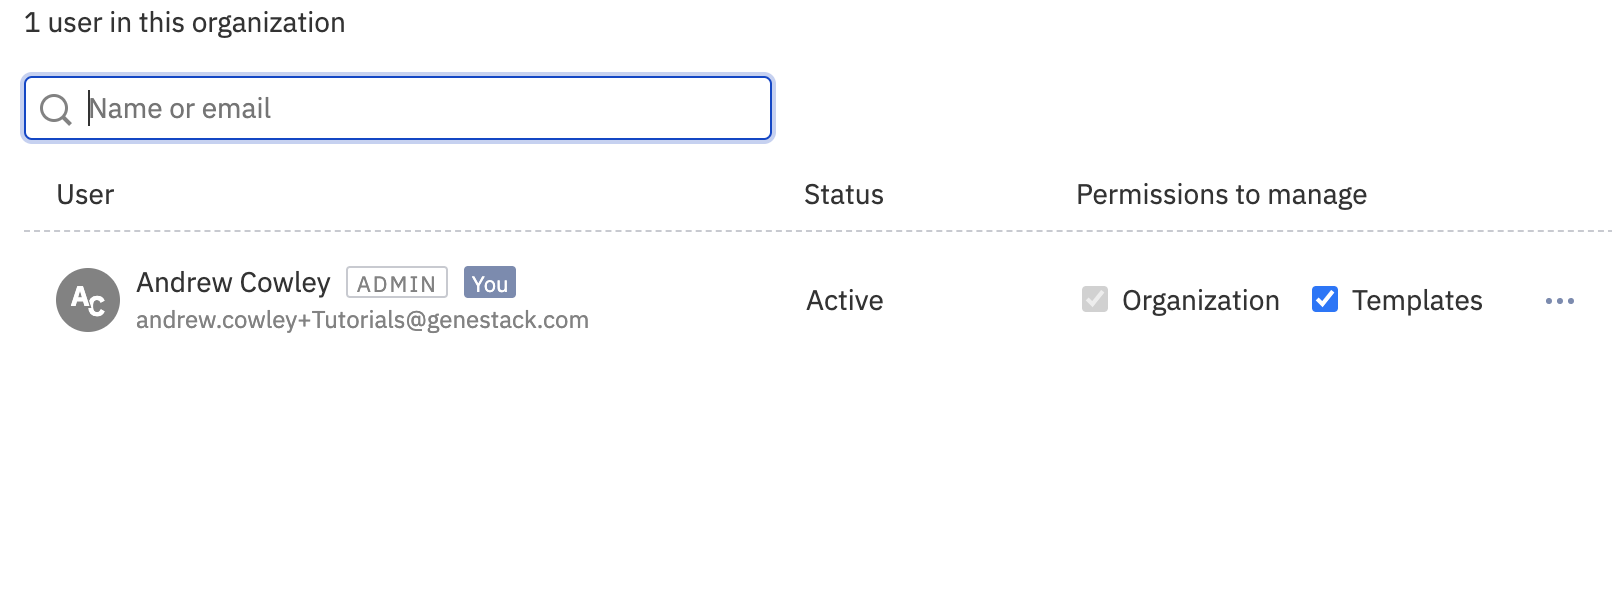 1 user in this organization
Name or email
User Status Permissions to manage
AC Andrew Cowley ADMIN You Active Organization Templates
andrew.cowley+Tutorials@genestack.com